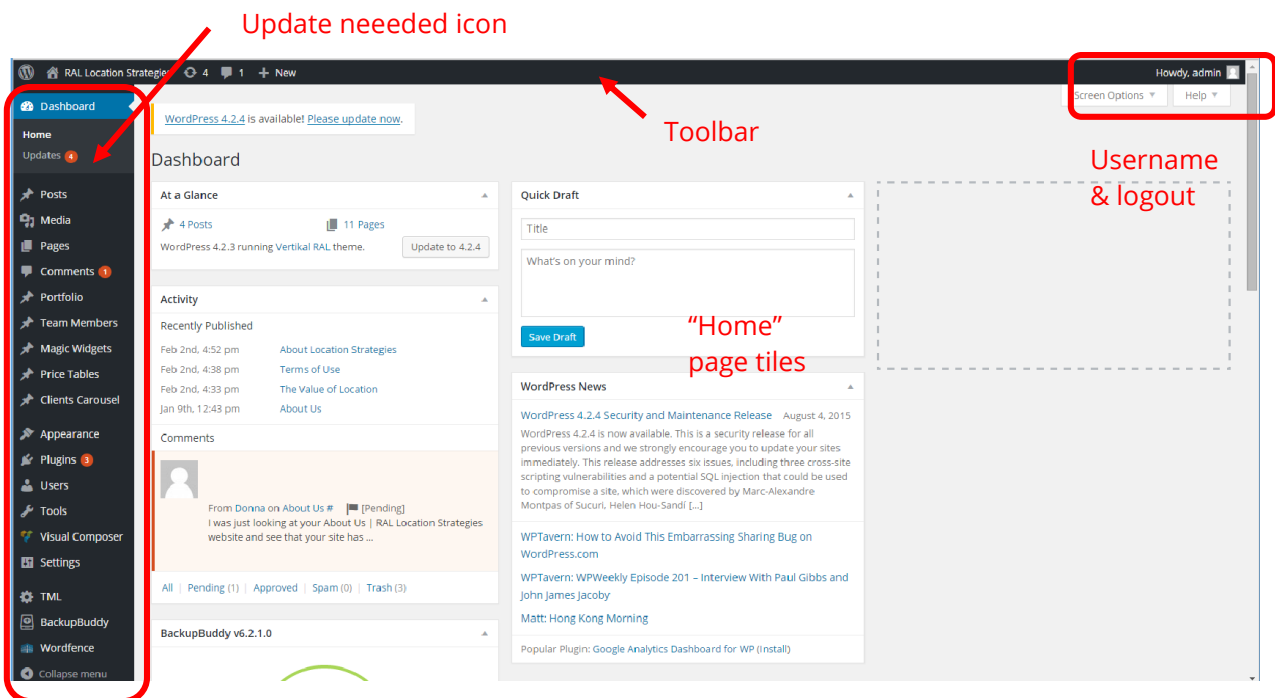 Update neeeded icon
RAL Location Strategies 4 1 + New
Howdy, admin
Screen Options ▼
Help ▼
Toolbar
Username
& logout
Dashboard
Home
Updates 4
Posts
Media
Pages
Comments 1
Portfolio
Team Members
Magic Widgets
Price Tables
Clients Carousel
Appearance
Plugins 3
Users
Tools
Visual Composer
Settings
TML
BackupBuddy
Wordfence
Collapse menu
WordPress 4.2.4 is available! Please update now.
Dashboard
At a Glance
4 Posts
11 Pages
WordPress 4.2.3 running Vertikal RAL theme.
Update to 4.2.4
Activity
Recently Published
Feb 2nd, 4:52 pm About Location Strategies
Feb 2nd, 4:38 pm Terms of Use
Feb 2nd, 4:33 pm The Value of Location
Jan 9th, 12:43 pm About Us
Comments
From Donna on About Us # [Pending]
I was just looking at your About Us | RAL Location Strategies
website and see that your site has ...
All | Pending (1) | Approved | Spam (0) | Trash (3)
BackupBuddy v6.2.1.0
Quick Draft
Title
What's on your mind?
Save Draft
“Home”
page tiles
WordPress News
WordPress 4.2.4 Security and Maintenance Release August 4, 2015
WordPress 4.2.4 is now available. This is a security release for all
previous versions and we strongly encourage you to update your sites
immediately. This release addresses six issues, including three cross-site
scripting vulnerabilities and a potential SQL injection that could be used
to compromise a site, which were discovered by Marc-Alexandre
Montpas of Sucuri, Helen Hou-Sandí [...]
WPTavern: How to Avoid This Embarrassing Sharing Bug on
WordPress.com
WPTavern: WPWeekly Episode 201 – Interview With Paul Gibbs and
John James Jacoby
Matt: Hong Kong Morning
Popular Plugin: Google Analytics Dashboard for WP (Install)